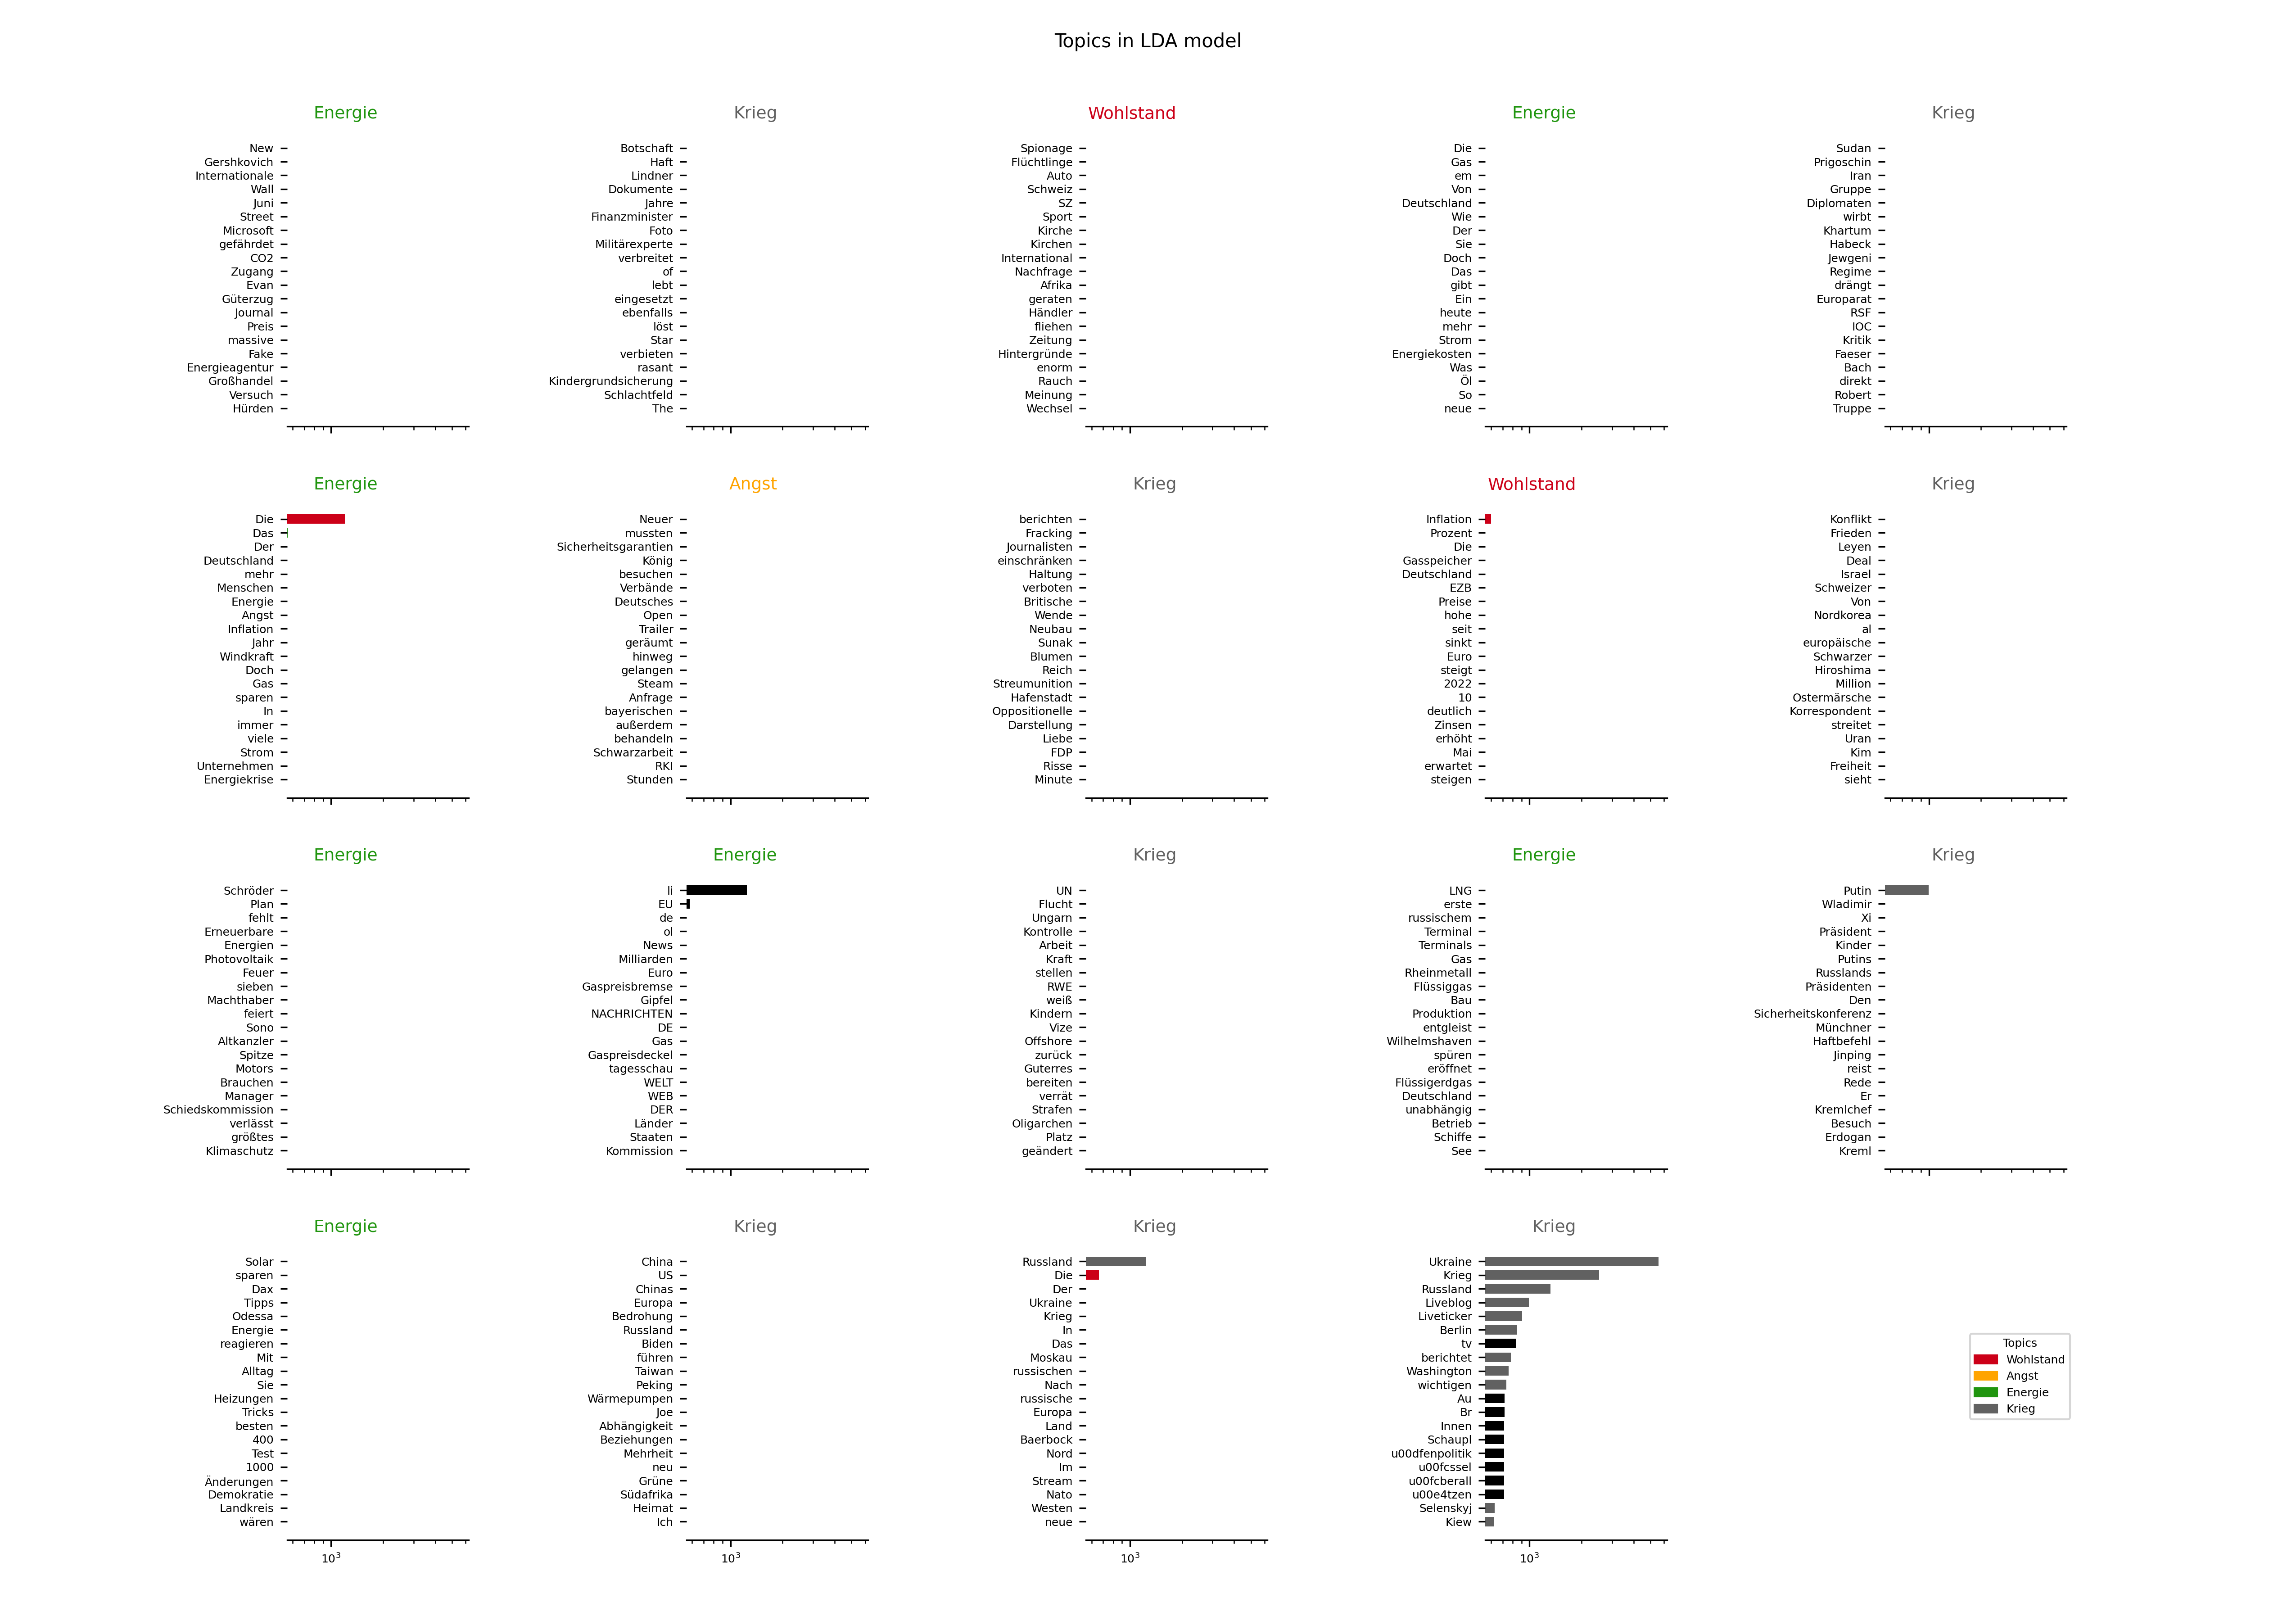 Topics in LDA model
Energie
New
Gershkovich
Internationale
Wall
Juni
Street
Microsoft
gefährdet
CO2
Zugang
Evan
Güterzug
Journal
Preis
massive
Fake
Energieagentur
Großhandel
Versuch
Hürden
Krieg
Botschaft
Haft
Lindner
Dokumente
Jahre
Finanzminister
Foto
Militärexperte
verbreitet
of
lebt
eingesetzt
ebenfalls
löst
Star
verbieten
rasant
Kindergrundsicherung
Schlachtfeld
The
Wohlstand
Spionage
Flüchtlinge
Auto
Schweiz
SZ
Sport
Kirche
Kirchen
International
Nachfrage
Afrika
geraten
Händler
fliehen
Zeitung
Hintergründe
enorm
Rauch
Meinung
Wechsel
Energie
Die
Gas
em
Von
Deutschland
Wie
Der
Sie
Doch
Das
gibt
Ein
heute
mehr
Strom
Energiekosten
Was
Öl
So
neue
Krieg
Sudan
Prigoschin
Iran
Gruppe
Diplomaten
wirbt
Khartum
Habeck
Jewgeni
Regime
drängt
Europarat
RSF
IOC
Kritik
Faeser
Bach
direkt
Robert
Truppe
Energie
Die
Das
Der
Deutschland
mehr
Menschen
Energie
Angst
Inflation
Jahr
Windkraft
Doch
Gas
sparen
In
immer
viele
Strom
Unternehmen
Energiekrise
Angst
Neuer
mussten
Sicherheitsgarantien
König
besuchen
Verbände
Deutsches
Open
Trailer
geräumt
hinweg
gelangen
Steam
Anfrage
bayerischen
außerdem
behandeln
Schwarzarbeit
RKI
Stunden
Krieg
berichten
Fracking
Journalisten
einschränken
Haltung
verboten
Britische
Wende
Neubau
Sunak
Blumen
Reich
Streumunition
Hafenstadt
Oppositionelle
Darstellung
Liebe
FDP
Risse
Minute
Wohlstand
Inflation
Prozent
Die
Gasspeicher
Deutschland
EZB
Preise
hohe
seit
sinkt
Euro
steigt
2022
10
deutlich
Zinsen
erhöht
Mai
erwartet
steigen
Krieg
Konflikt
Frieden
Leyen
Deal
Israel
Schweizer
Von
Nordkorea
al
europäische
Schwarzer
Hiroshima
Million
Ostermärsche
Korrespondent
streitet
Uran
Kim
Freiheit
sieht
Energie
Schröder
Plan
fehlt
Erneuerbare
Energien
Photovoltaik
Feuer
sieben
Machthaber
feiert
Sono
Altkanzler
Spitze
Motors
Brauchen
Manager
Schiedskommission
verlässt
größtes
Klimaschutz
Energie
li
EU
de
ol
News
Milliarden
Euro
Gaspreisbremse
Gipfel
NACHRICHTEN
DE
Gas
Gaspreisdeckel
tagesschau
WELT
WEB
DER
Länder
Staaten
Kommission
Krieg
UN
Flucht
Ungarn
Kontrolle
Arbeit
Kraft
stellen
RWE
weiß
Kindern
Vize
Offshore
zurück
Guterres
bereiten
verrät
Strafen
Oligarchen
Platz
geändert
Energie
LNG
erste
russischem
Terminal
Terminals
Gas
Rheinmetall
Flüssiggas
Bau
Produktion
entgleist
Wilhelmshaven
spüren
eröffnet
Flüssigerdgas
Deutschland
unabhängig
Betrieb
Schiffe
See
Krieg
Putin
Wladimir
Xi
Präsident
Kinder
Putins
Russlands
Präsidenten
Den
Sicherheitskonferenz
Münchner
Haftbefehl
Jinping
reist
Rede
Er
Kremlchef
Besuch
Erdogan
Kreml
Energie
Solar
sparen
Dax
Tipps
Odessa
Energie
reagieren
Mit
Alltag
Sie
Heizungen
Tricks
besten
400
Test
1000
Änderungen
Demokratie
Landkreis
wären
10³
Krieg
China
US
Chinas
Europa
Bedrohung
Russland
Biden
führen
Taiwan
Peking
Wärmepumpen
Joe
Abhängigkeit
Beziehungen
Mehrheit
neu
Grüne
Südafrika
Heimat
Ich
10³
Krieg
Russland
Die
Der
Ukraine
Krieg
In
Das
Moskau
russischen
Nach
russische
Europa
Land
Baerbock
Nord
Im
Stream
Nato
Westen
neue
10³
Krieg
Ukraine
Krieg
Russland
Liveblog
Liveticker
Berlin
tv
berichtet
Washington
wichtigen
Au
Br
Innen
Schaupl
u00dfenpolitik
u00fcssel
u00fcberall
u00e4tzen
Selenskyj
Kiew
10³
Topics
Wohlstand
Angst
Energie
Krieg